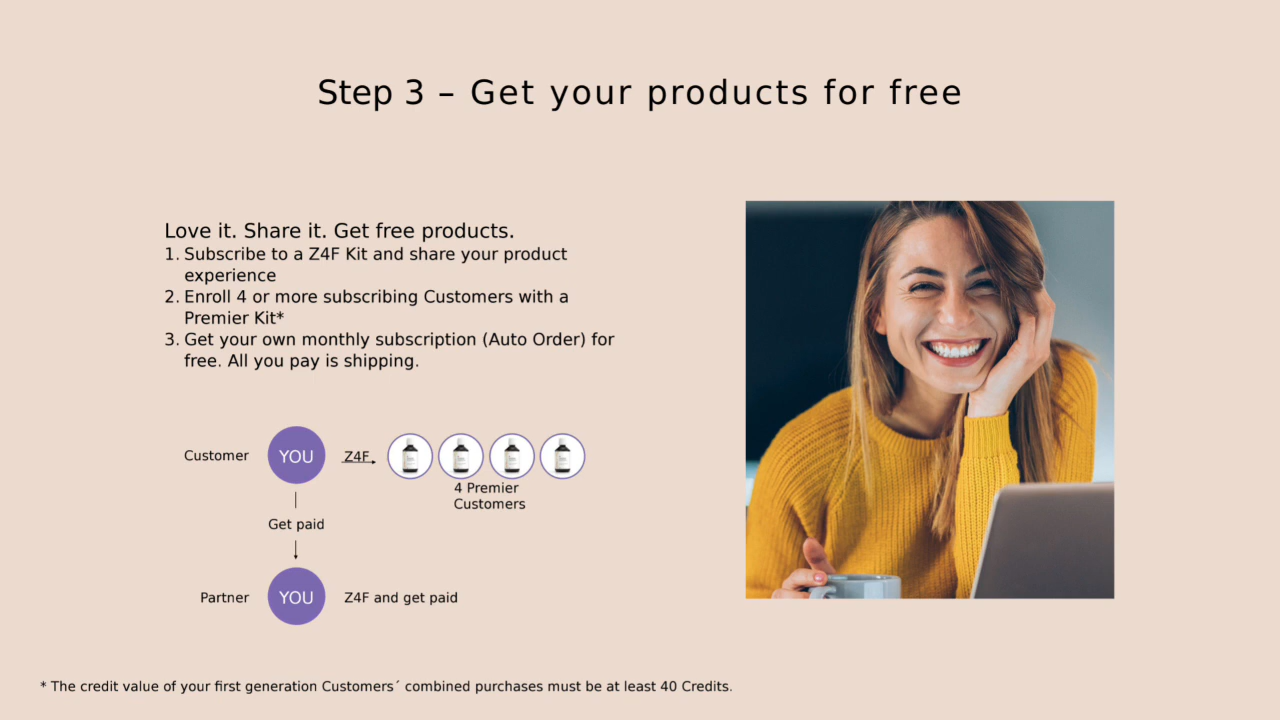 Step 3 – Get your products for free
Love it. Share it. Get free products.
1. Subscribe to a Z4F Kit and share your product
experience
2. Enroll 4 or more subscribing Customers with a
Premier Kit*
3. Get your own monthly subscription (Auto Order) for
free. All you pay is shipping.
Customer
YOU
Z4F
4 Premier
Customers
Get paid
Partner
YOU
Z4F and get paid
* The credit value of your first generation Customers´ combined purchases must be at least 40 Credits.